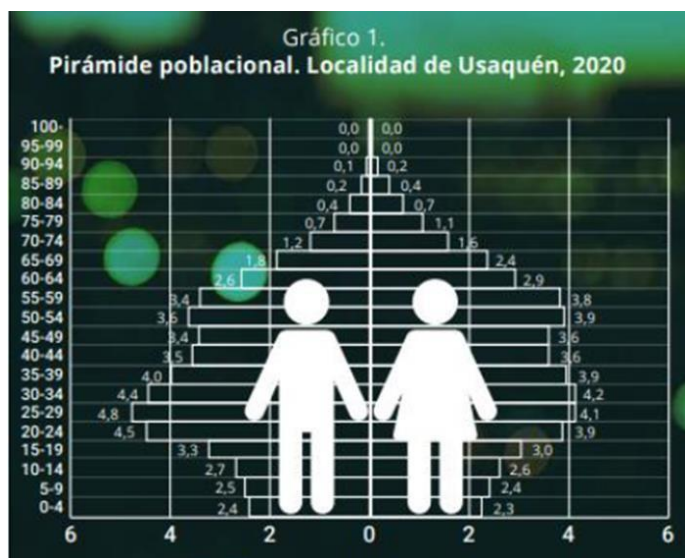 Gráfico 1.
Pirámide poblacional. Localidad de Usaquén, 2020
100- 0,0 0,0
95-99 0,0 0,0
90-94 0,1 0,2
85-89 0,2 0,4
80-84 0,4 0,7
75-79 0,7 1,1
70-74 1,2 1,6
65-69 1,8 2,4
60-64 2,6 2,9
55-59 3,4 3,8
50-54 3,6 3,9
45-49 3,4 3,6
40-44 3,5 3,6
35-39 4,0 3,9
30-34 4,4 4,2
25-29 4,8 4,1
20-24 4,5 3,9
15-19 3,3 3,0
10-14 2,7 2,6
5-9 2,5 2,4
0-4 2,4 2,3
6 4 2 0 2 4 6